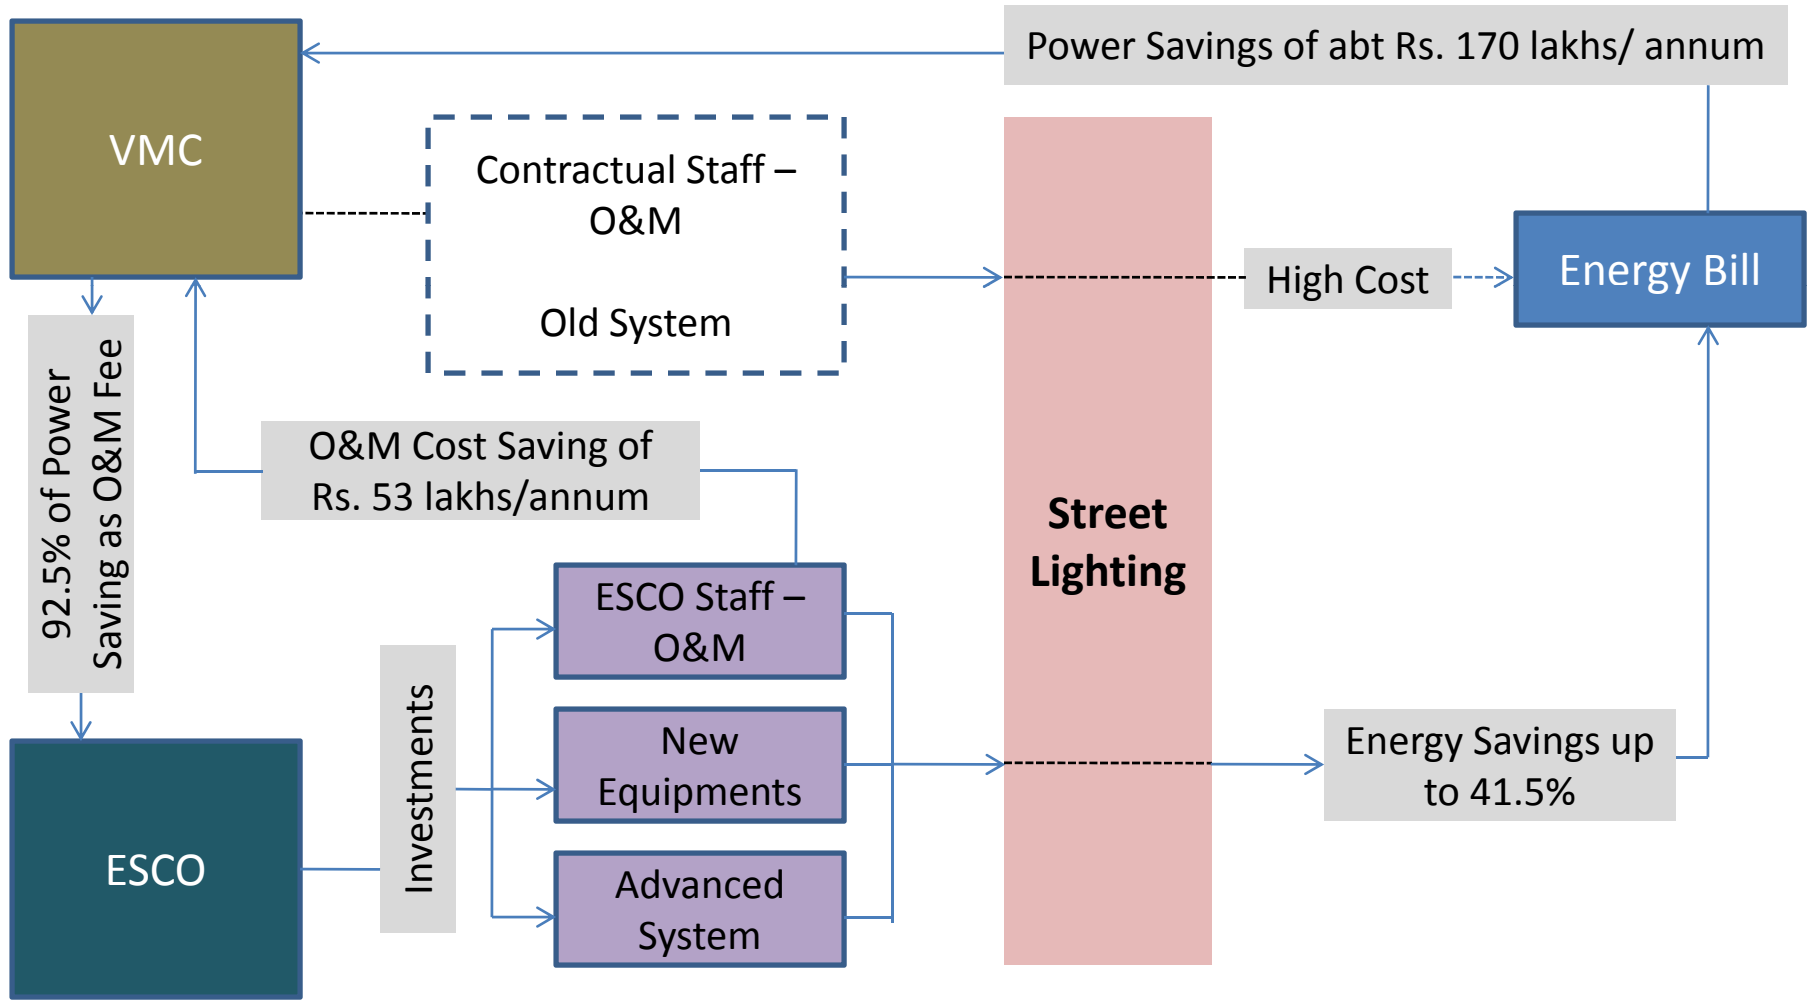 Power Savings of abt Rs. 170 lakhs/ annum
VMC
Contractual Staff –
O&M
Old System
High Cost
Energy Bill
92.5% of Power
Saving as O&M Fee
O&M Cost Saving of
Rs. 53 lakhs/annum
Street
Lighting
ESCO Staff –
O&M
Investments
New
Equipments
Energy Savings up
to 41.5%
ESCO
Advanced
System